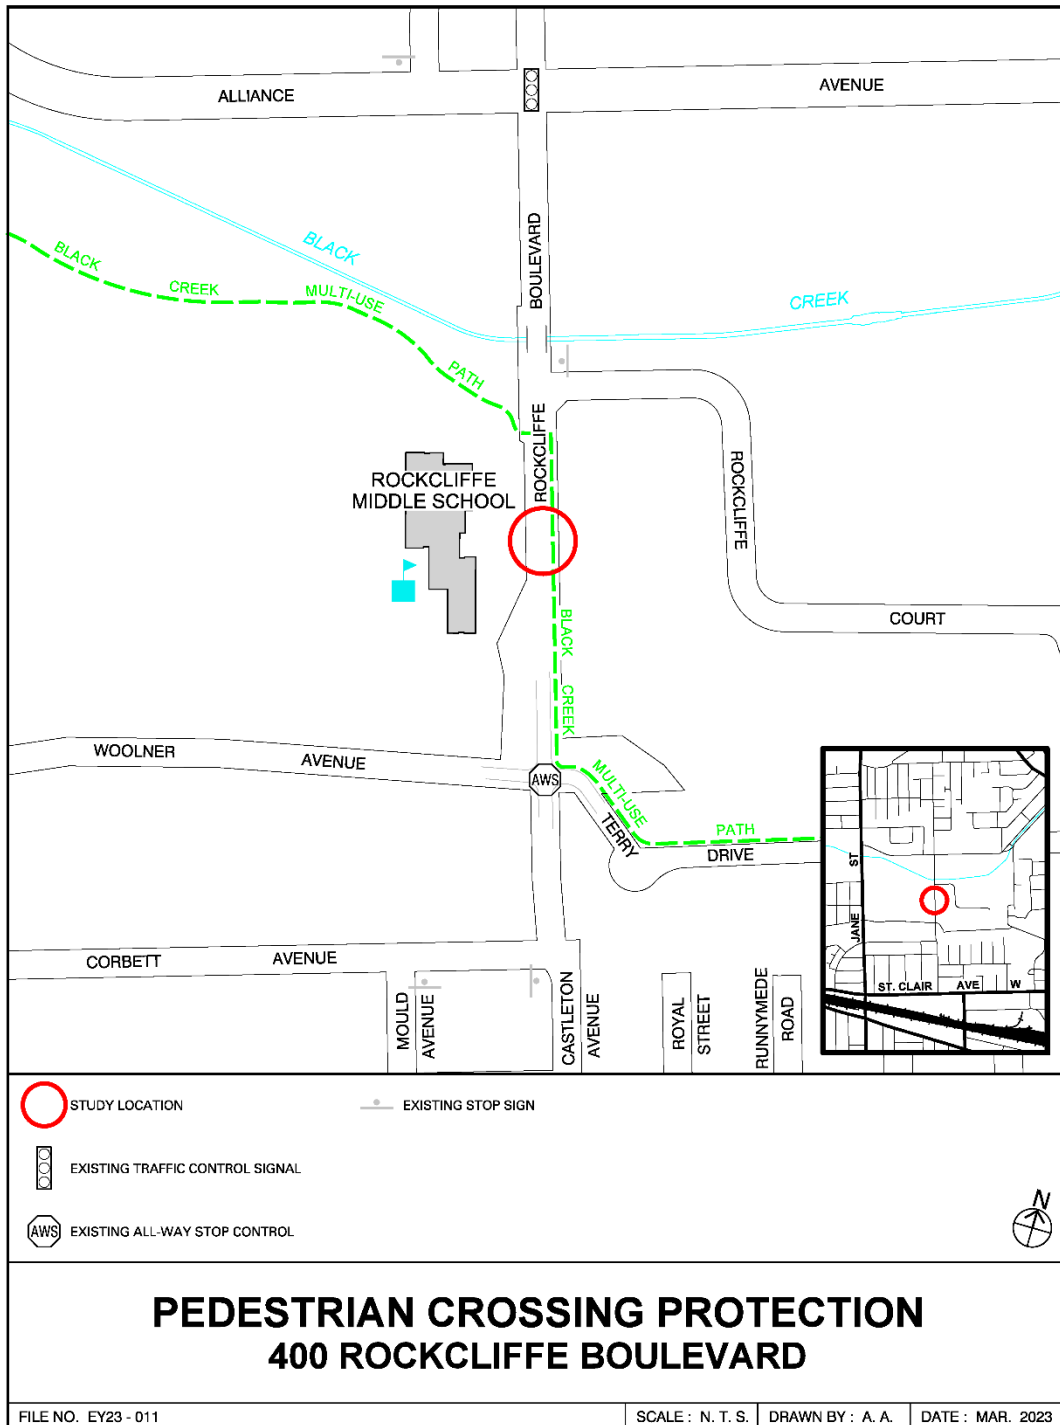 ALLIANCE
AVENUE
BOULEVARD
BLACK
CREEK
BLACK
CREEK
MULTI-USE
PATH
ROCKCLIFFE
ROCKCLIFFE
MIDDLE SCHOOL
ROCKCLIFFE
COURT
BLACK
CREEK
MULTI-USE
PATH
WOOLNER
AVENUE
AWS
TERRY
DRIVE
CORBETT
AVENUE
MOULD
AVENUE
CASTLETON
AVENUE
ROYAL
STREET
RUNNYMEDE
ROAD
JANE
ST
ST. CLAIR
AVE
W
STUDY LOCATION
EXISTING STOP SIGN
EXISTING TRAFFIC CONTROL SIGNAL
AWS
EXISTING ALL-WAY STOP CONTROL
N
PEDESTRIAN CROSSING PROTECTION
400 ROCKCLIFFE BOULEVARD
FILE NO. EY23 - 011
SCALE : N. T. S.
DRAWN BY : A. A.
DATE : MAR. 2023